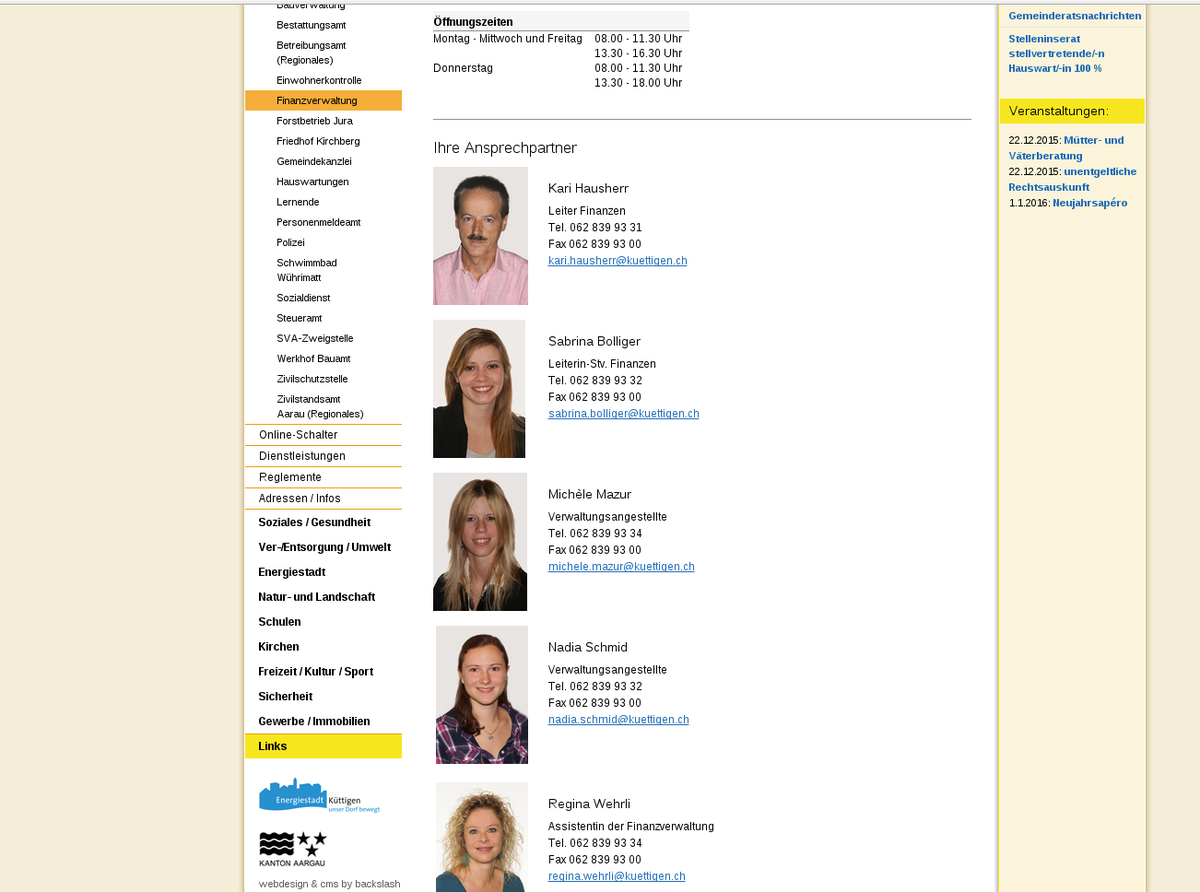 Bauverwaltung
Bestattungsamt
Betreibungsamt
(Regionales)
Einwohnerkontrolle
Finanzverwaltung
Forstbetrieb Jura
Friedhof Kirchberg
Gemeindekanzlei
Hauswartungen
Lernende
Personenmeldeamt
Polizei
Schwimmbad
Wührimatt
Sozialdienst
Steueramt
SVA-Zweigstelle
Werkhof Bauamt
Zivilschutzstelle
Zivilstandsamt
Aarau (Regionales)
Online-Schalter
Dienstleistungen
Reglemente
Adressen / Infos
Soziales / Gesundheit
Ver-/Entsorgung / Umwelt
Energiestadt
Natur- und Landschaft
Schulen
Kirchen
Freizeit / Kultur / Sport
Sicherheit
Gewerbe / Immobilien
Links
Energiestadt Küttigen
unser Dorf bewegt
KANTON AARGAU
webdesign & cms by backslash
Öffnungszeiten
Montag - Mittwoch und Freitag 08.00 - 11.30 Uhr
13.30 - 16.30 Uhr
Donnerstag 08.00 - 11.30 Uhr
13.30 - 18.00 Uhr
Ihre Ansprechpartner
Kari Hausherr
Leiter Finanzen
Tel. 062 839 93 31
Fax 062 839 93 00
kari.hausherr@kuettigen.ch
Sabrina Bolliger
Leiterin-Stv. Finanzen
Tel. 062 839 93 32
Fax 062 839 93 00
sabrina.bolliger@kuettigen.ch
Michèle Mazur
Verwaltungsangestellte
Tel. 062 839 93 34
Fax 062 839 93 00
michele.mazur@kuettigen.ch
Nadia Schmid
Verwaltungsangestellte
Tel. 062 839 93 32
Fax 062 839 93 00
nadia.schmid@kuettigen.ch
Regina Wehrli
Assistentin der Finanzverwaltung
Tel. 062 839 93 34
Fax 062 839 93 00
regina.wehrli@kuettigen.ch
Gemeinderatsnachrichten
Stelleninserat
stellvertretende/-n
Hauswart/-in 100 %
Veranstaltungen:
22.12.2015: Mütter- und
Väterberatung
22.12.2015: unentgeltliche
Rechtsauskunft
1.1.2016: Neujahrsapéro